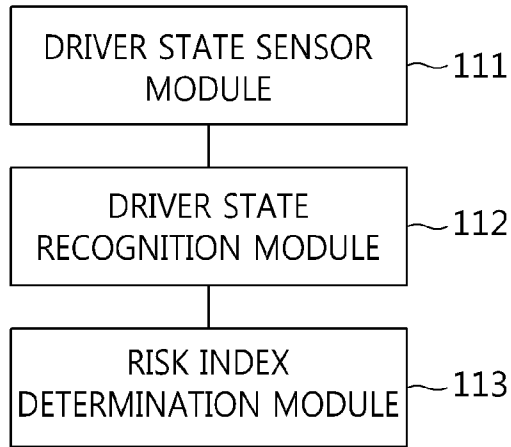 DRIVER STATE SENSOR
MODULE
111
DRIVER STATE
RECOGNITION MODULE
112
RISK INDEX
DETERMINATION MODULE
113